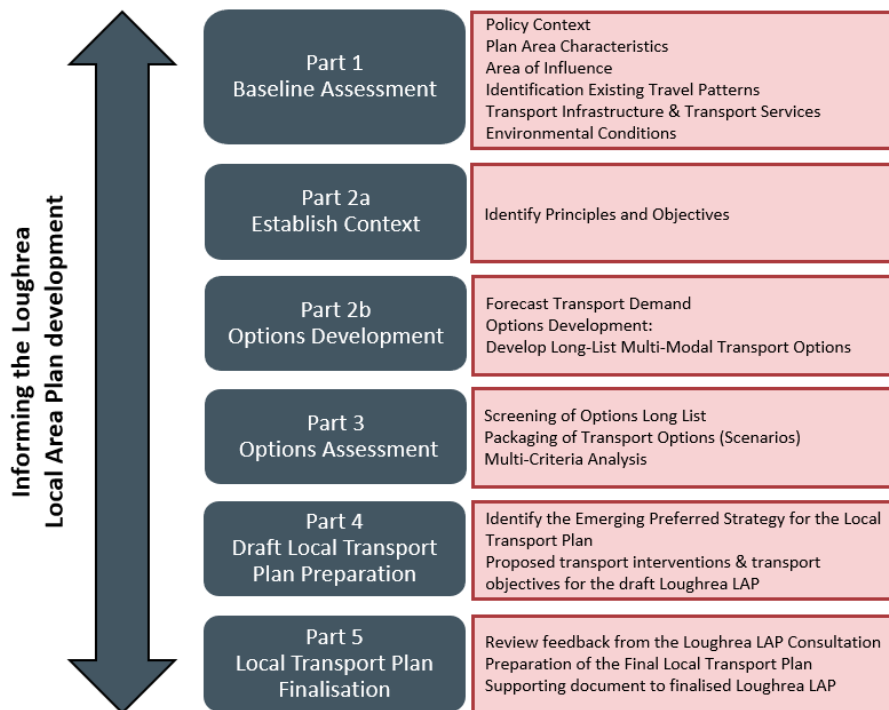 Informing the Loughrea
Local Area Plan development
Part 1
Baseline Assessment
Policy Context
Plan Area Characteristics
Area of Influence
Identification Existing Travel Patterns
Transport Infrastructure & Transport Services
Environmental Conditions
Part 2a
Establish Context
Identify Principles and Objectives
Part 2b
Options Development
Forecast Transport Demand
Options Development:
Develop Long-List Multi-Modal Transport Options
Part 3
Options Assessment
Screening of Options Long List
Packaging of Transport Options (Scenarios)
Multi-Criteria Analysis
Part 4
Draft Local Transport
Plan Preparation
Identify the Emerging Preferred Strategy for the Local
Transport Plan
Proposed transport interventions & transport
objectives for the draft Loughrea LAP
Part 5
Local Transport Plan
Finalisation
Review feedback from the Loughrea LAP Consultation
Preparation of the Final Local Transport Plan
Supporting document to finalised Loughrea LAP